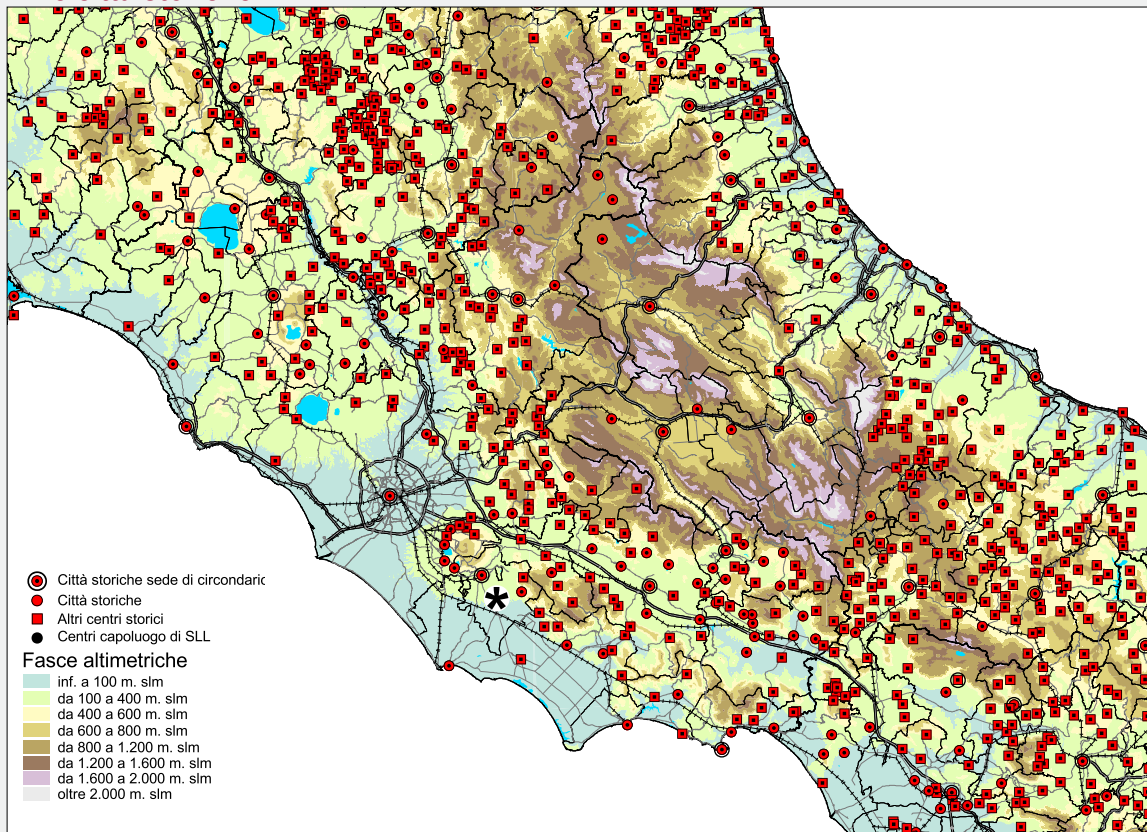 Città storiche sede di circondaric
Città storiche
Altri centri storici
Centri capoluogo di SLL
Fasce altimetriche
inf. a 100 m. slm
da 100 a 400 m. slm
da 400 a 600 m. slm
da 600 a 800 m. slm
da 800 a 1.200 m. slm
da 1.200 a 1.600 m. slm
da 1.600 a 2.000 m. slm
oltre 2.000 m. slm
*